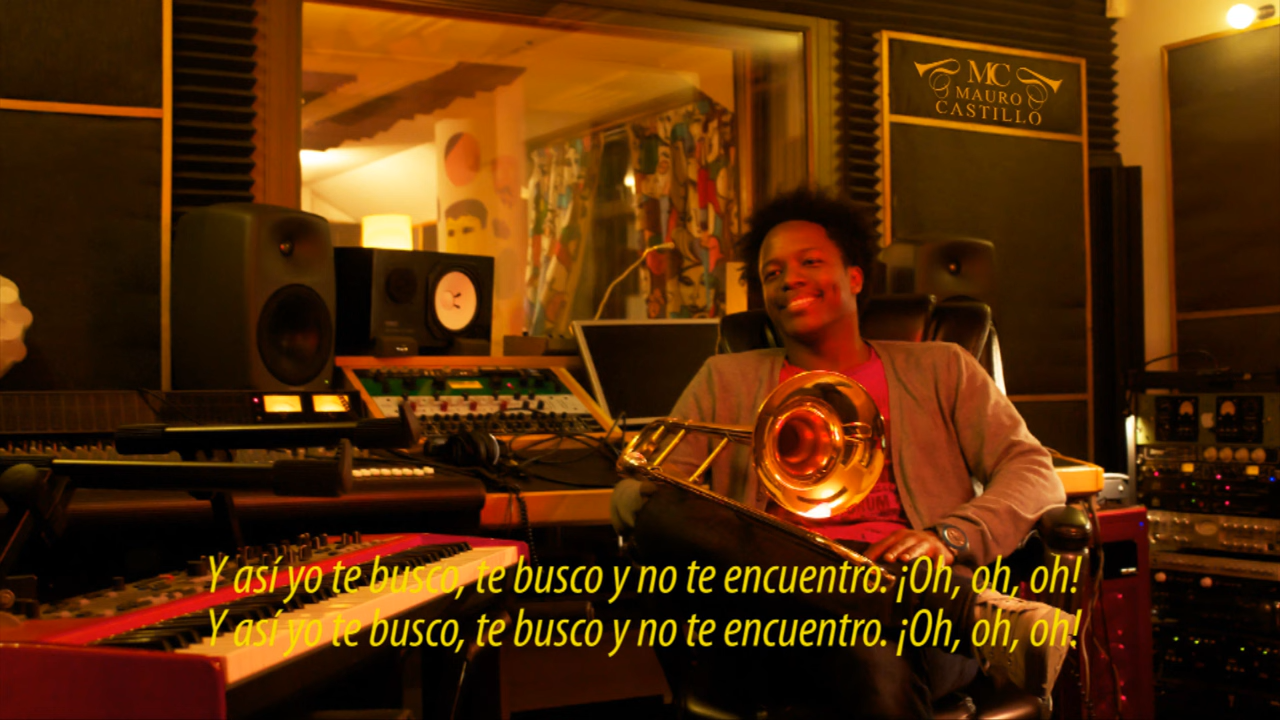 MC
MAURO
CASTILLO
Y así yo te busco, te busco y no te encuentro. ¡Oh, oh, oh!
Y así yo te busco, te busco y no te encuentro. ¡Oh, oh, oh!